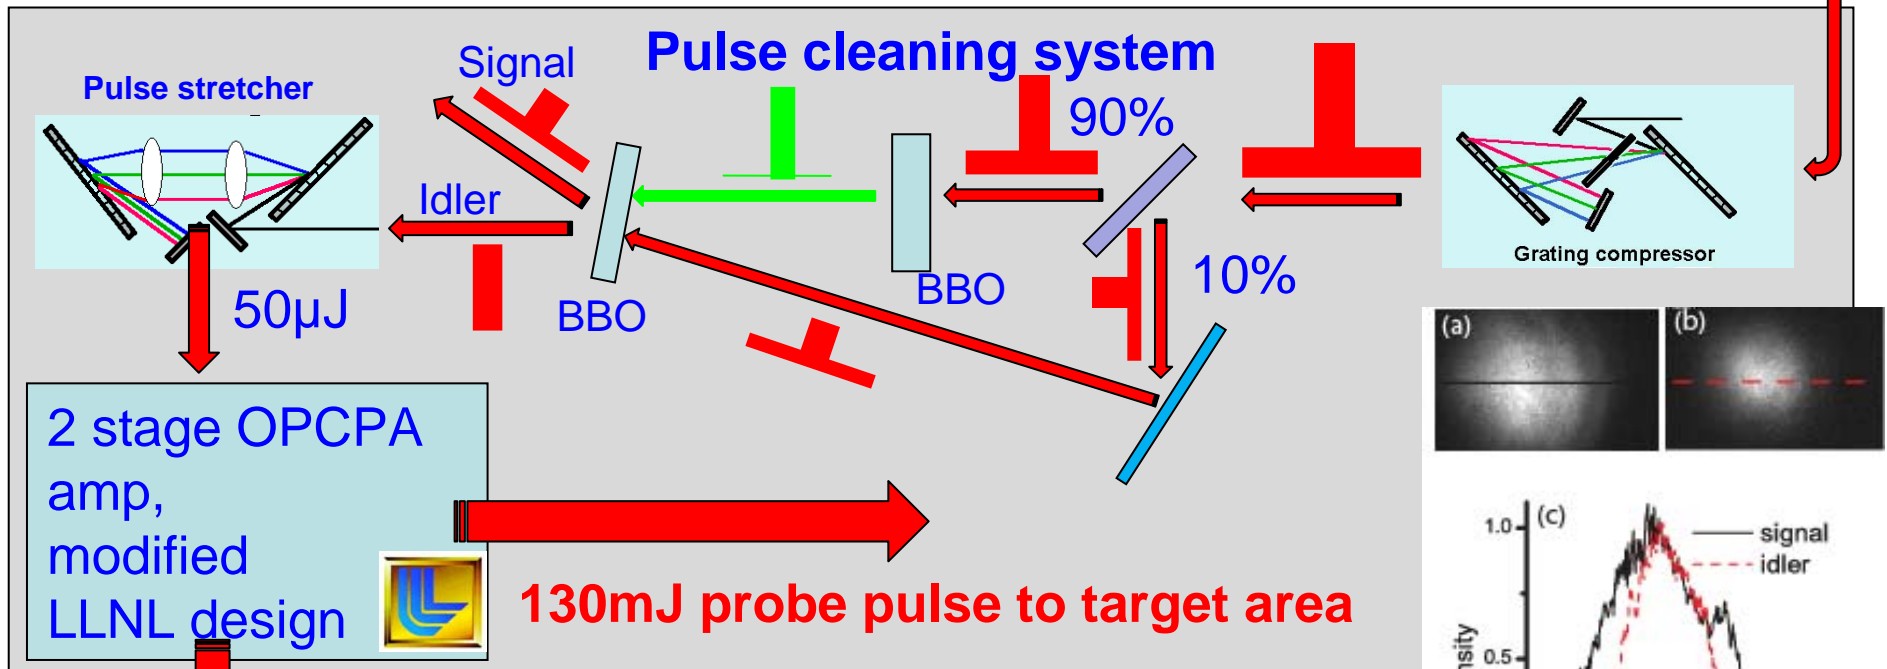 Pulse cleaning system
Signal
Pulse stretcher
90%
Idler
BBO
BBO
10%
Grating compressor
50µJ
(a)
(b)
2 stage OPCPA
amp,
modified
LLNL design
130mJ probe pulse to target area
(c)
1.0
signal
idler
0.5